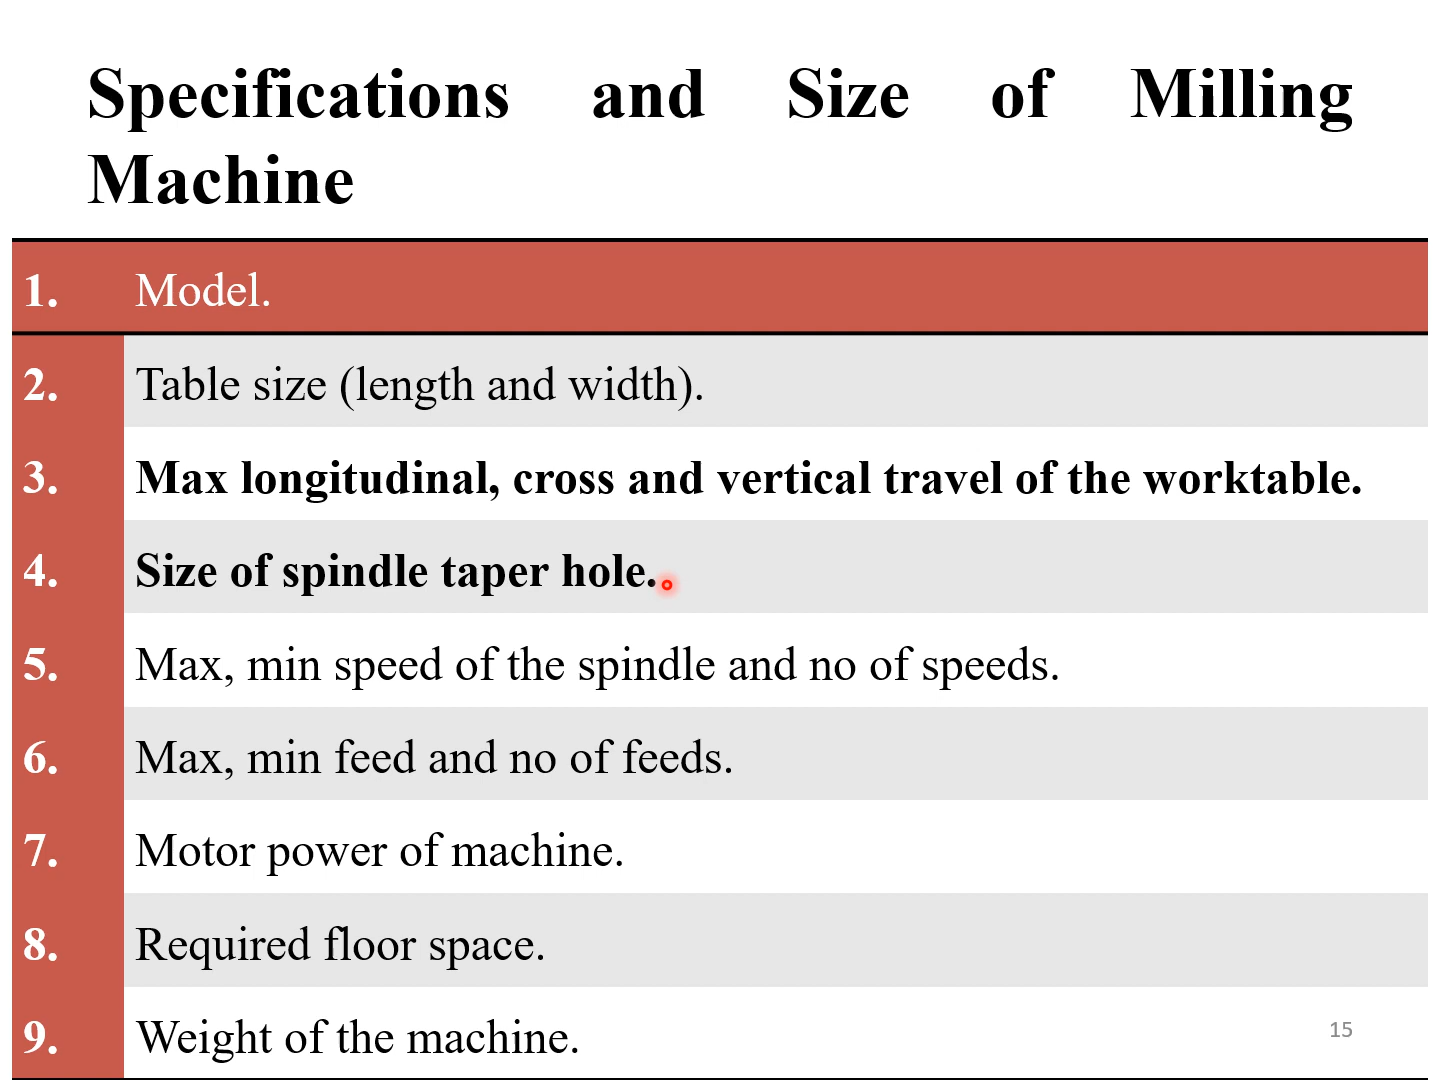 Specifications and Size of Milling
Machine
1. Model.
2. Table size (length and width).
3. Max longitudinal, cross and vertical travel of the worktable.
4. Size of spindle taper hole.
5. Max, min speed of the spindle and no of speeds.
6. Max, min feed and no of feeds.
7. Motor power of machine.
8. Required floor space.
9. Weight of the machine.
15